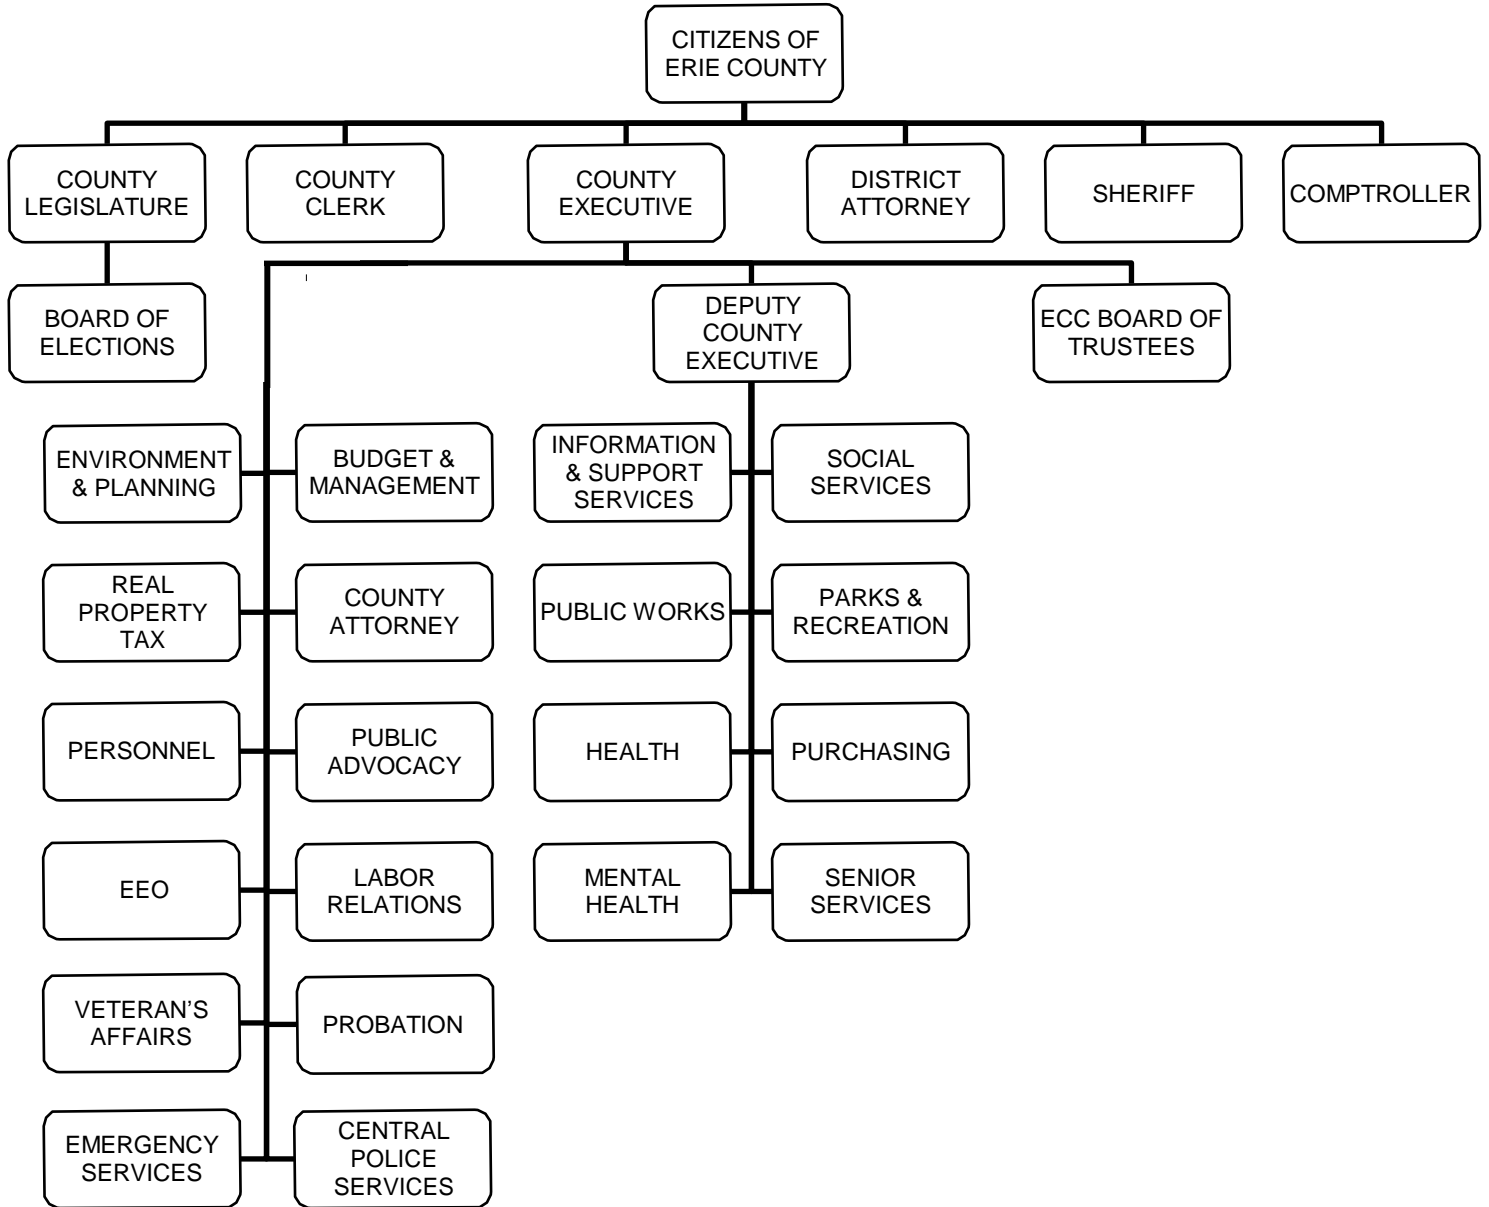 CITIZENS OF
ERIE COUNTY
COUNTY
LEGISLATURE
COUNTY
CLERK
COUNTY
EXECUTIVE
DISTRICT
ATTORNEY
SHERIFF
COMPTROLLER
BOARD OF
ELECTIONS
DEPUTY
COUNTY
EXECUTIVE
ECC BOARD OF
TRUSTEES
ENVIRONMENT
& PLANNING
BUDGET &
MANAGEMENT
INFORMATION
& SUPPORT
SERVICES
SOCIAL
SERVICES
REAL
PROPERTY
TAX
COUNTY
ATTORNEY
PUBLIC WORKS
PARKS &
RECREATION
PERSONNEL
PUBLIC
ADVOCACY
HEALTH
PURCHASING
EEO
LABOR
RELATIONS
MENTAL
HEALTH
SENIOR
SERVICES
VETERAN’S
AFFAIRS
PROBATION
EMERGENCY
SERVICES
CENTRAL
POLICE
SERVICES